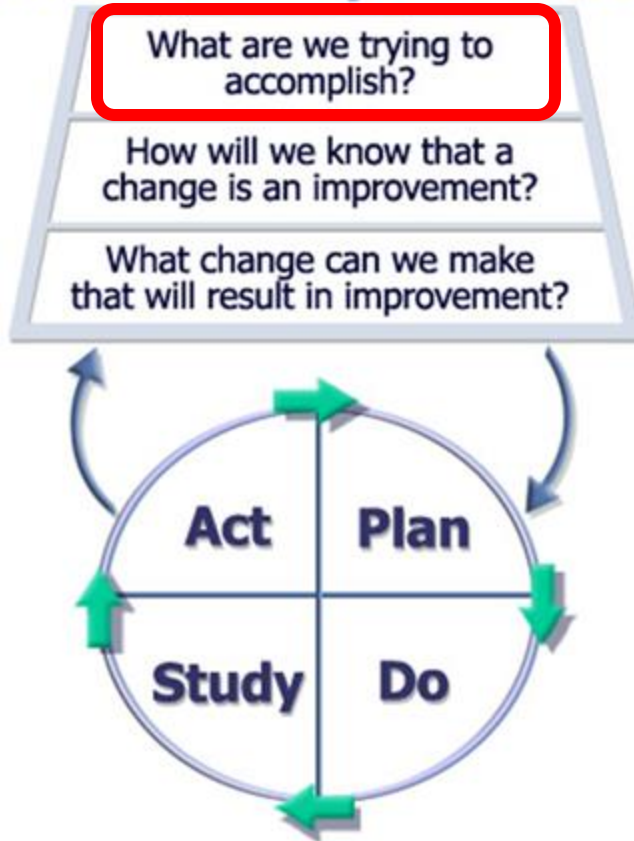 What are we trying to
accomplish?
How will we know that a
change is an improvement?
What change can we make
that will result in improvement?
Act
Plan
Study
Do